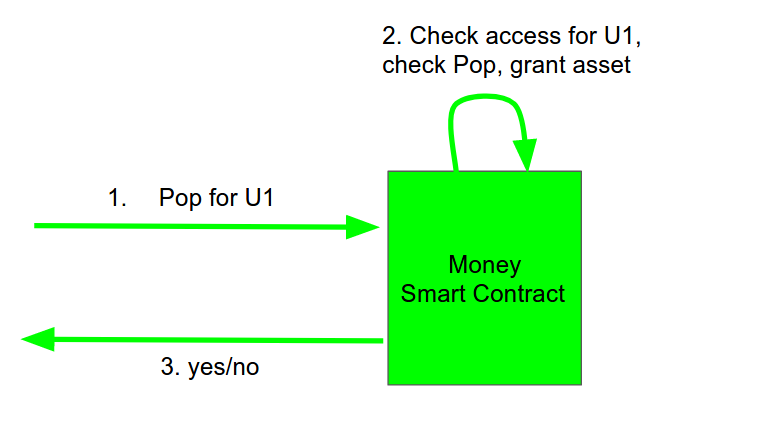 2. Check access for U1,
check Pop, grant asset
1. Pop for U1
Money
Smart Contract
3. yes/no